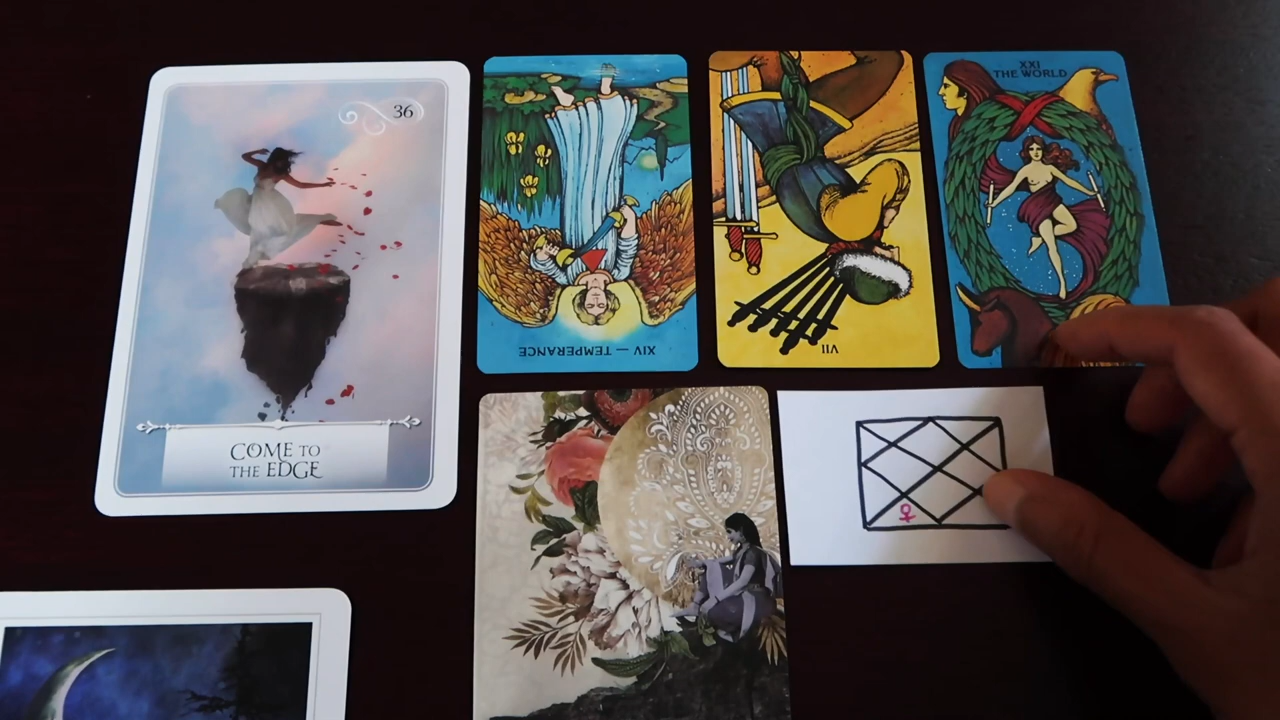 36
COME TO
THE EDGE
XIV — TEMPERANCE
VII
XXI
THE WORLD